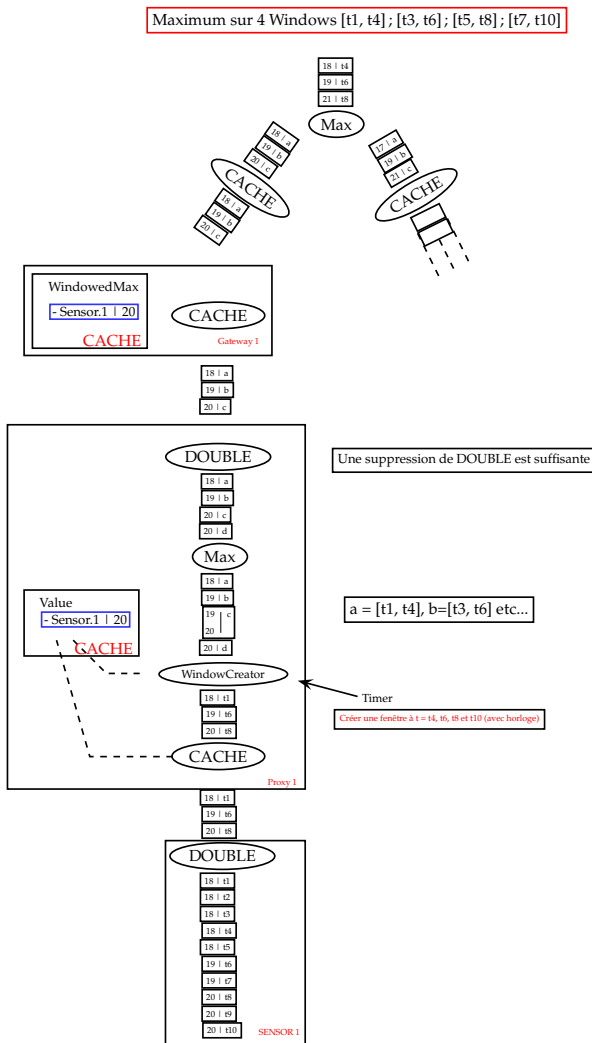 Maximum sur 4 Windows [t1, t4] ; [t3, t6] ; [t5, t8] ; [t7, t10]
18 | t4
19 | t6
21 | t8
Max
18 | a
19 | b
20 | c
CACHE
18 | a
19 | b
20 | c
17 | a
19 | b
21 | c
CACHE
WindowedMax
- Sensor.1 | 20
CACHE
CACHE
Gateway 1
18 | a
19 | b
20 | c
DOUBLE
Une suppression de DOUBLE est suffisante
18 | a
19 | b
20 | c
20 | d
Max
18 | a
19 | b
19 | c
20 |
20 | d
Value
- Sensor.1 | 20
CACHE
a = [t1, t4], b=[t3, t6] etc...
WindowCreator
Timer
Créer une fenêtre à t = t4, t6, t8 et t10 (avec horloge)
18 | t1
19 | t6
20 | t8
CACHE
Proxy 1
18 | t1
19 | t6
20 | t8
DOUBLE
18 | t1
18 | t2
18 | t3
18 | t4
18 | t5
19 | t6
19 | t7
20 | t8
20 | t9
20 | t10
SENSOR 1